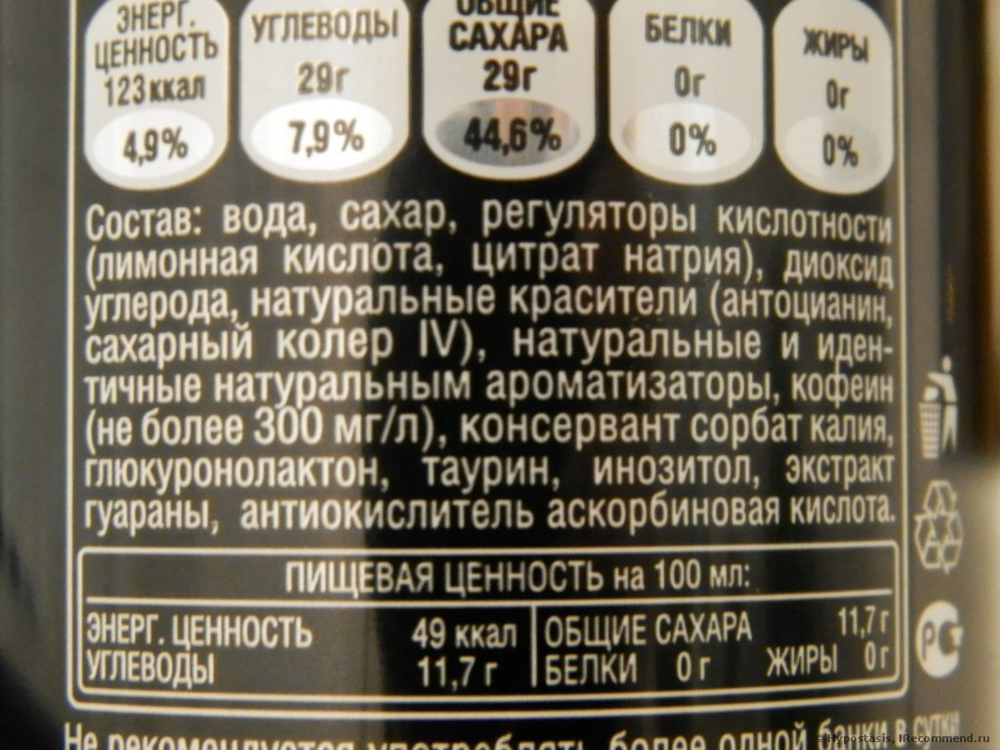 ЭНЕРГ. ЦЕННОСТЬ 123 ккал 4,9%
УГЛЕВОДЫ 29г 7,9%
ОБЩИЕ САХАРА 29г 44,6%
БЕЛКИ 0г 0%
ЖИРЫ 0г 0%
Состав: вода, сахар, регуляторы кислотности
(лимонная кислота, цитрат натрия), диоксид
углерода, натуральные красители (антоцианин,
сахарный колер IV), натуральные и иден-
тичные натуральным ароматизаторы, кофеин
(не более 300 мг/л), консервант сорбат калия,
глюкуронолактон, таурин, инозитол, экстракт
гуараны, антиокислитель аскорбиновая кислота.
ПИЩЕВАЯ ЦЕННОСТЬ на 100 мл:
ЭНЕРГ. ЦЕННОСТЬ 49 ккал ОБЩИЕ САХАРА 11,7 г
УГЛЕВОДЫ 11,7 г БЕЛКИ 0 г ЖИРЫ 0 г
Не рекомендуется употреблять более одной банки в сутки
© Hypostasis, IRecommend.ru